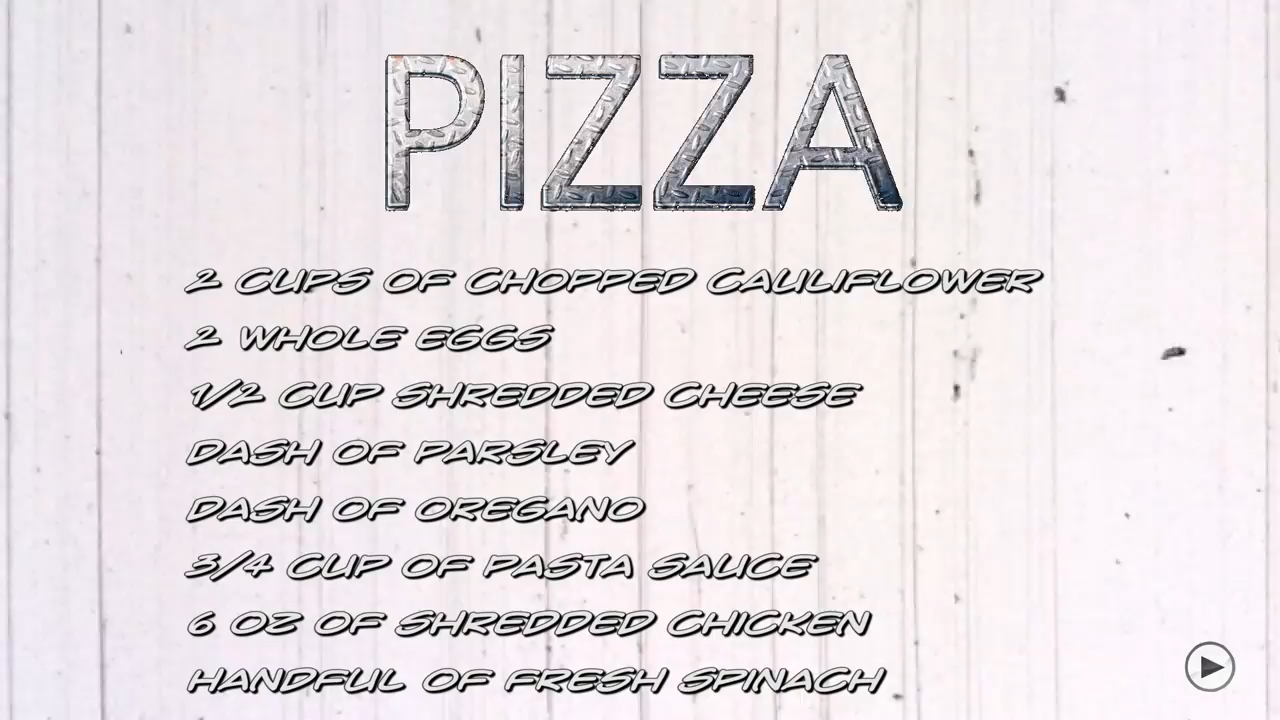 PIZZA
2 CUPS OF CHOPPED CAULIFLOWER
2 WHOLE EGGS
1/2 CUP SHREDDED CHEESE
DASH OF PARSLEY
DASH OF OREGANO
3/4 CUP OF PASTA SAUCE
6 OZ OF SHREDDED CHICKEN
HANDFUL OF FRESH SPINACH